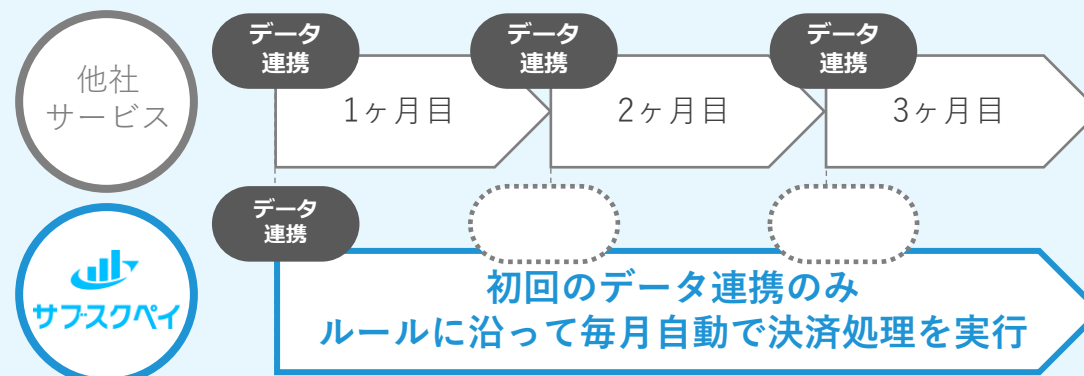 他社
サービス
データ
連携
データ
連携
データ
連携
1ヶ月目
2ヶ月目
3ヶ月目
サブスクペイ
データ
連携
初回のデータ連携のみ
ルールに沿って毎月自動で決済処理を実行